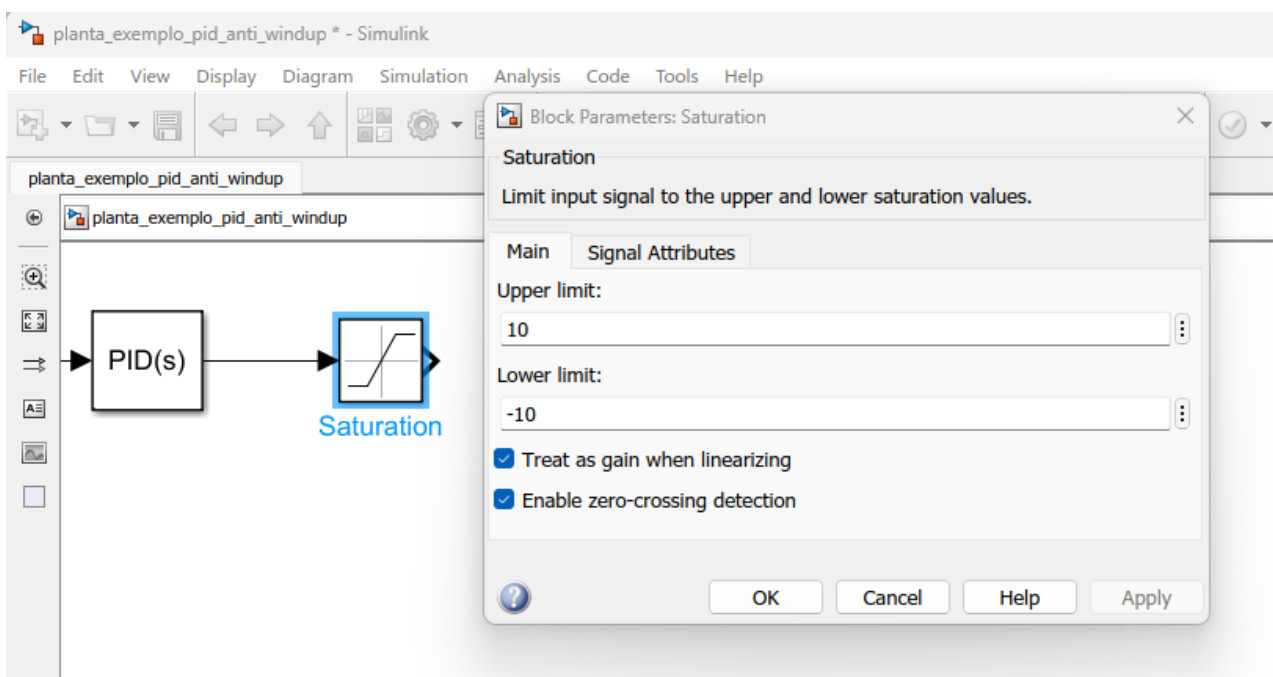 planta_exemplo_pid_anti_windup * - Simulink
File Edit View Display Diagram Simulation Analysis Code Tools Help
Block Parameters: Saturation
Saturation
Limit input signal to the upper and lower saturation values.
planta_exemplo_pid_anti_windup
planta_exemplo_pid_anti_windup
Main Signal Attributes
Upper limit:
10
Lower limit:
-10
Treat as gain when linearizing
Enable zero-crossing detection
OK Cancel Help Apply
PID(s)
Saturation